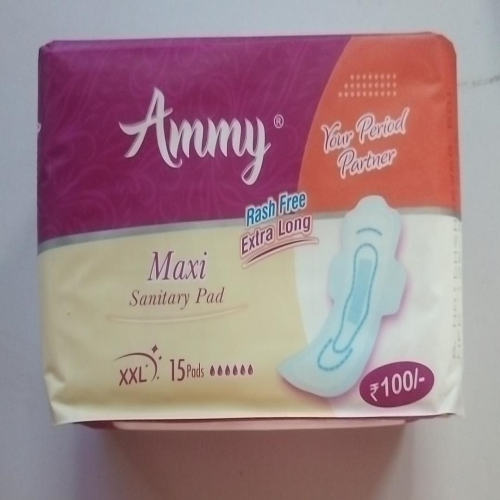 Ammy®
Your Period
Partner
Rash Free
Extra Long
Maxi
Sanitary Pad
XXL 15 Pads
₹100/-